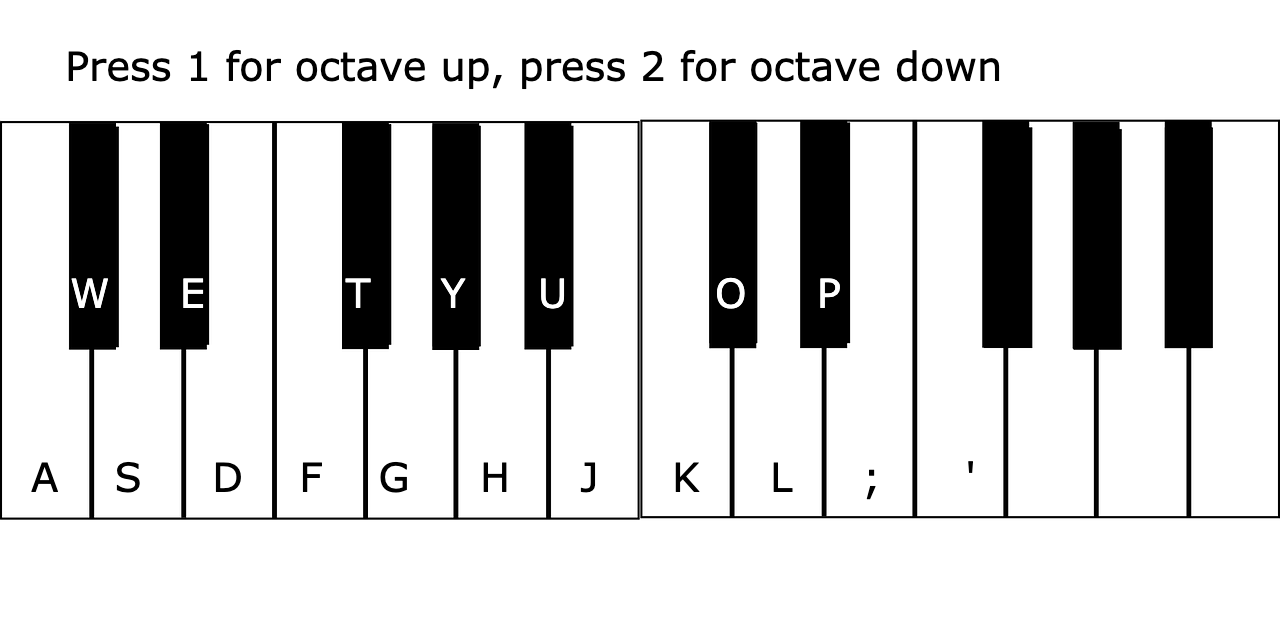 Press 1 for octave up, press 2 for octave down
W E T Y U O P
A S D F G H J K L ; '